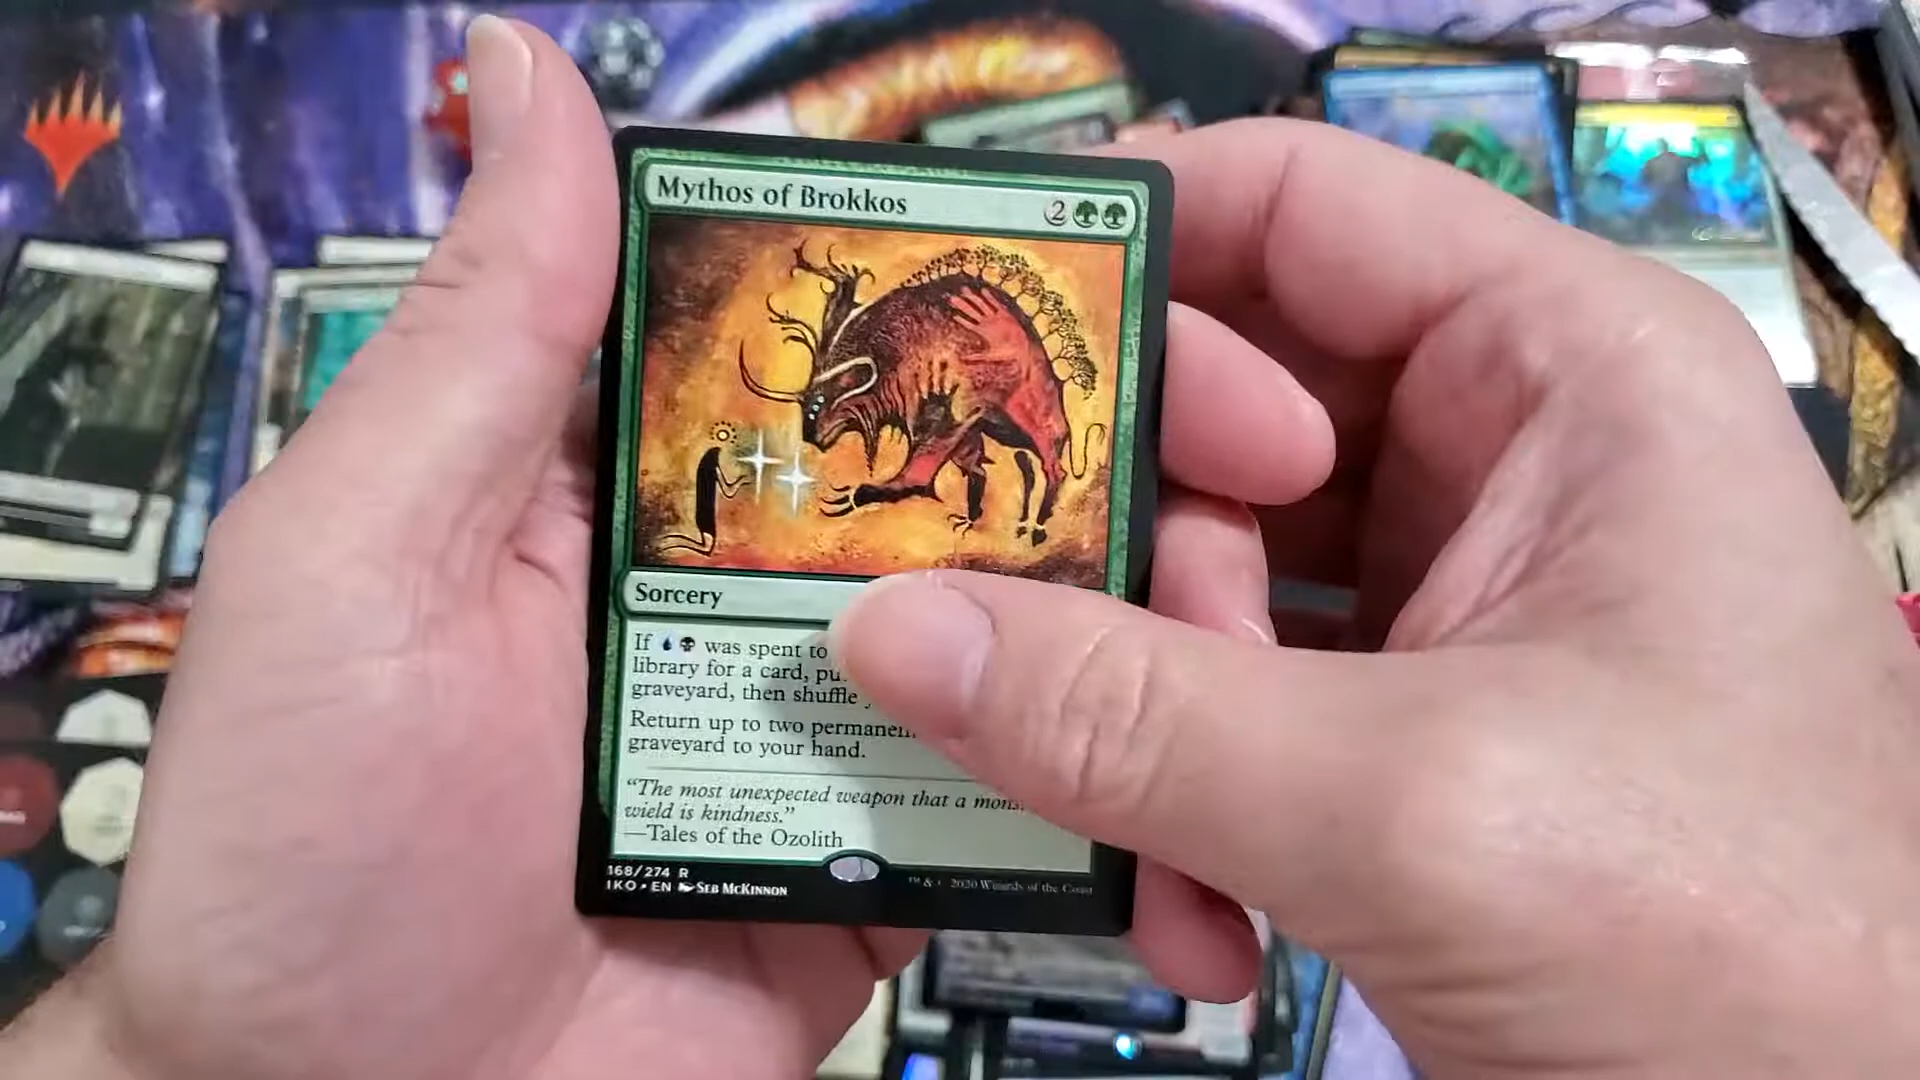 Mythos of Brokkos 2
Sorcery
If was spent to
library for a card, pu
graveyard, then shuffle
Return up to two permanen
graveyard to your hand.
"The most unexpected weapon that a mons
wield is kindness."
—Tales of the Ozolith
168/274 R
IKO • EN Seb McKinnon
™ & 2020 Wizards of the Coast